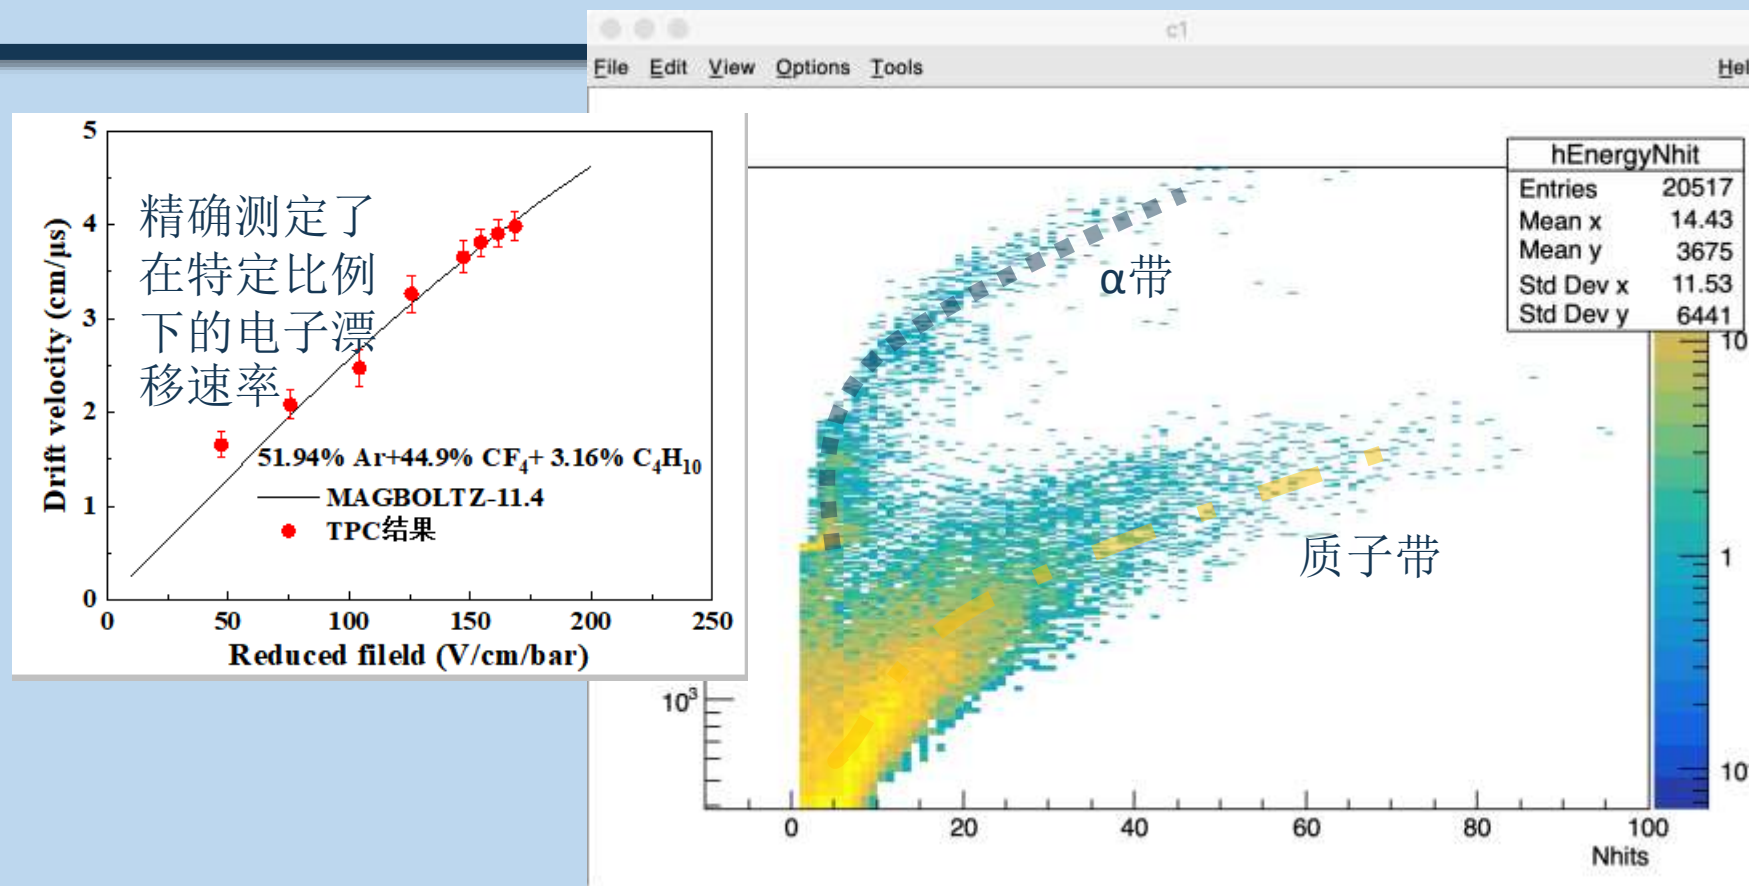 c1
File Edit View Options Tools Hel
5
4
3
2
1
0
Drift velocity (cm/μs)
精确测定了
在特定比例
下的电子漂
移速率
51.94% Ar+44.9% CF4+ 3.16% C4H10
MAGBOLTZ-11.4
TPC结果
0 50 100 150 200 250
Reduced fileld (V/cm/bar)
hEnergyNhit
Entries 20517
Mean x 14.43
Mean y 3675
Std Dev x 11.53
Std Dev y 6441
α带
质子带
10
1
10
10³
0 20 40 60 80 100
Nhits